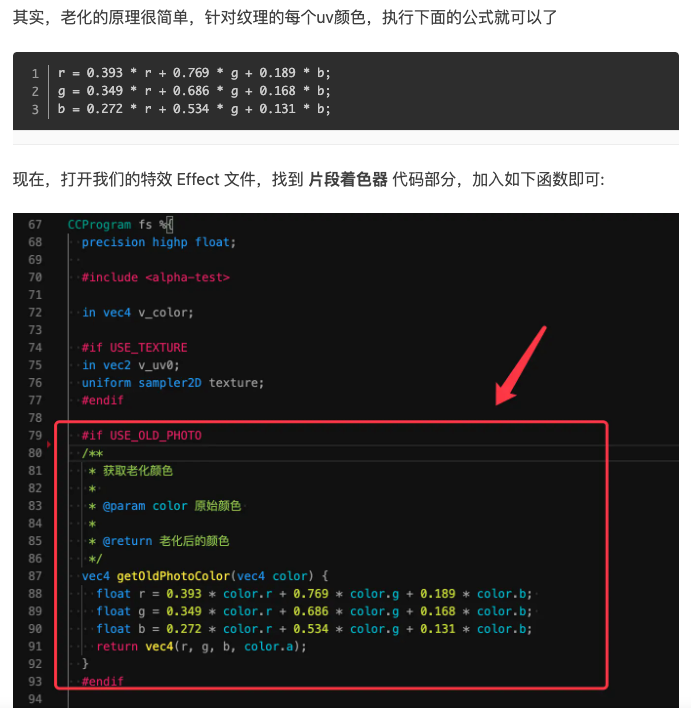 其实，老化的原理很简单，针对纹理的每个uv颜色，执行下面的公式就可以了
1 r = 0.393 * r + 0.769 * g + 0.189 * b;
2 g = 0.349 * r + 0.686 * g + 0.168 * b;
3 b = 0.272 * r + 0.534 * g + 0.131 * b;
现在，打开我们的特效 Effect 文件，找到 片段着色器 代码部分，加入如下函数即可:
67 CCProgram fs %{
68 precision highp float;
69
70 #include <alpha-test>
71
72 in vec4 v_color;
73
74 #if USE_TEXTURE
75 in vec2 v_uv0;
76 uniform sampler2D texture;
77 #endif
78
79 #if USE_OLD_PHOTO
80 /**
81 * 获取老化颜色
82 *
83 * @param color 原始颜色
84 *
85 * @return 老化后的颜色
86 */
87 vec4 getOldPhotoColor(vec4 color) {
88 float r = 0.393 * color.r + 0.769 * color.g + 0.189 * color.b;
89 float g = 0.349 * color.r + 0.686 * color.g + 0.168 * color.b;
90 float b = 0.272 * color.r + 0.534 * color.g + 0.131 * color.b;
91 return vec4(r, g, b, color.a);
92 }
93 #endif
94